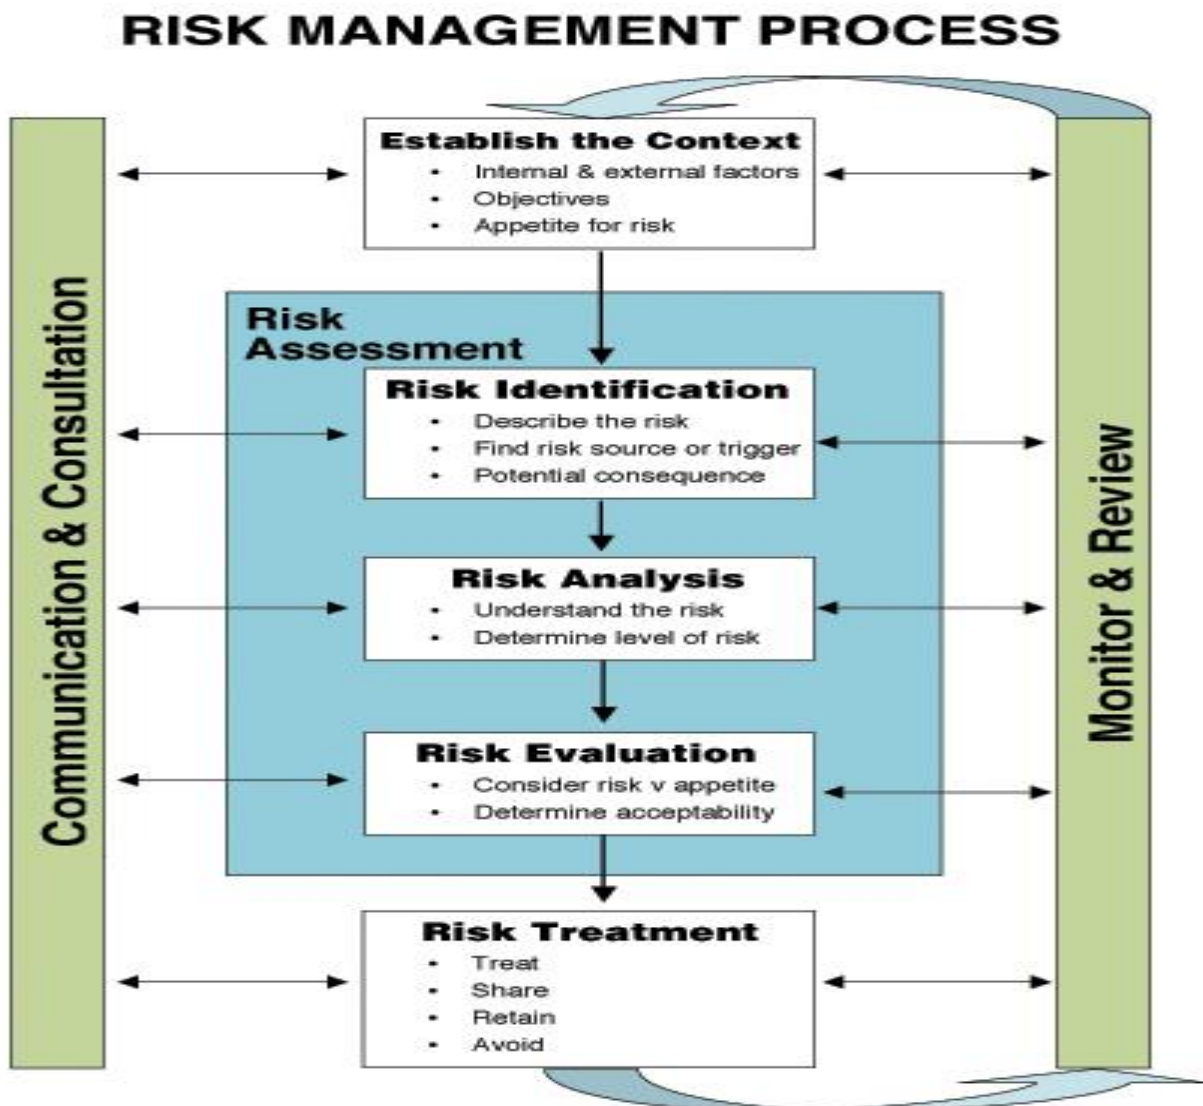 RISK MANAGEMENT PROCESS
Communication & Consultation
Establish the Context
• Internal & external factors
• Objectives
• Appetite for risk
Risk
Assessment
Risk Identification
• Describe the risk
• Find risk source or trigger
• Potential consequence
Risk Analysis
• Understand the risk
• Determine level of risk
Risk Evaluation
• Consider risk v appetite
• Determine acceptability
Risk Treatment
• Treat
• Share
• Retain
• Avoid
Monitor & Review